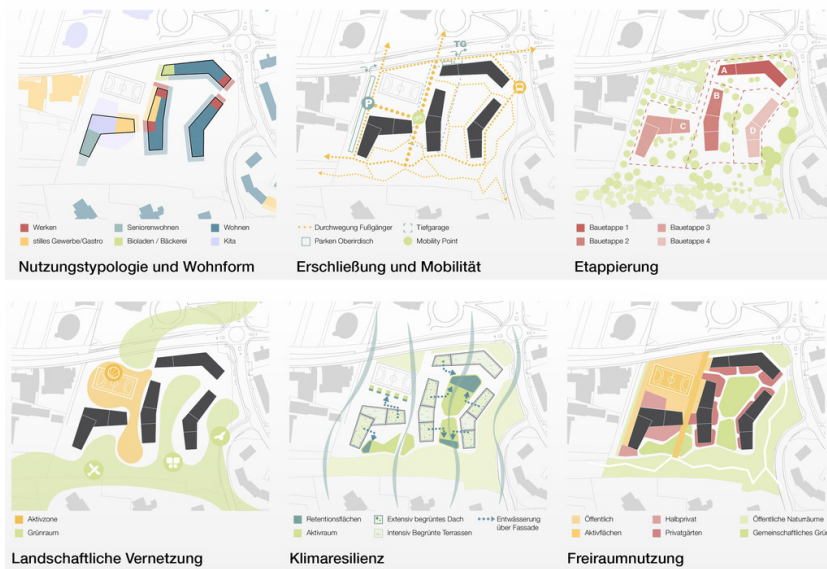 Werken
Seniorenwohnen
Wohnen
stilles Gewerbe/Gastro
Bioladen / Bäckerei
Kita
Nutzungstypologie und Wohnform
TG
P
Durchwegung Fußgänger
Tiefgarage
Parken Oberirdisch
Mobility Point
Erschließung und Mobilität
A
B
C
D
Bauetappe 1
Bauetappe 3
Bauetappe 2
Bauetappe 4
Etappierung
Aktivzone
Grünraum
Landschaftliche Vernetzung
Retentionsflächen
Extensiv begrüntes Dach
Entwässerung
über Fassade
Aktivraum
Intensiv Begrünte Terrassen
Klimaresilienz
Öffentlich
Halbprivat
Öffentliche Naturräume
Aktivflächen
Privatgärten
Gemeinschaftliches Grün
Freiraumnutzung